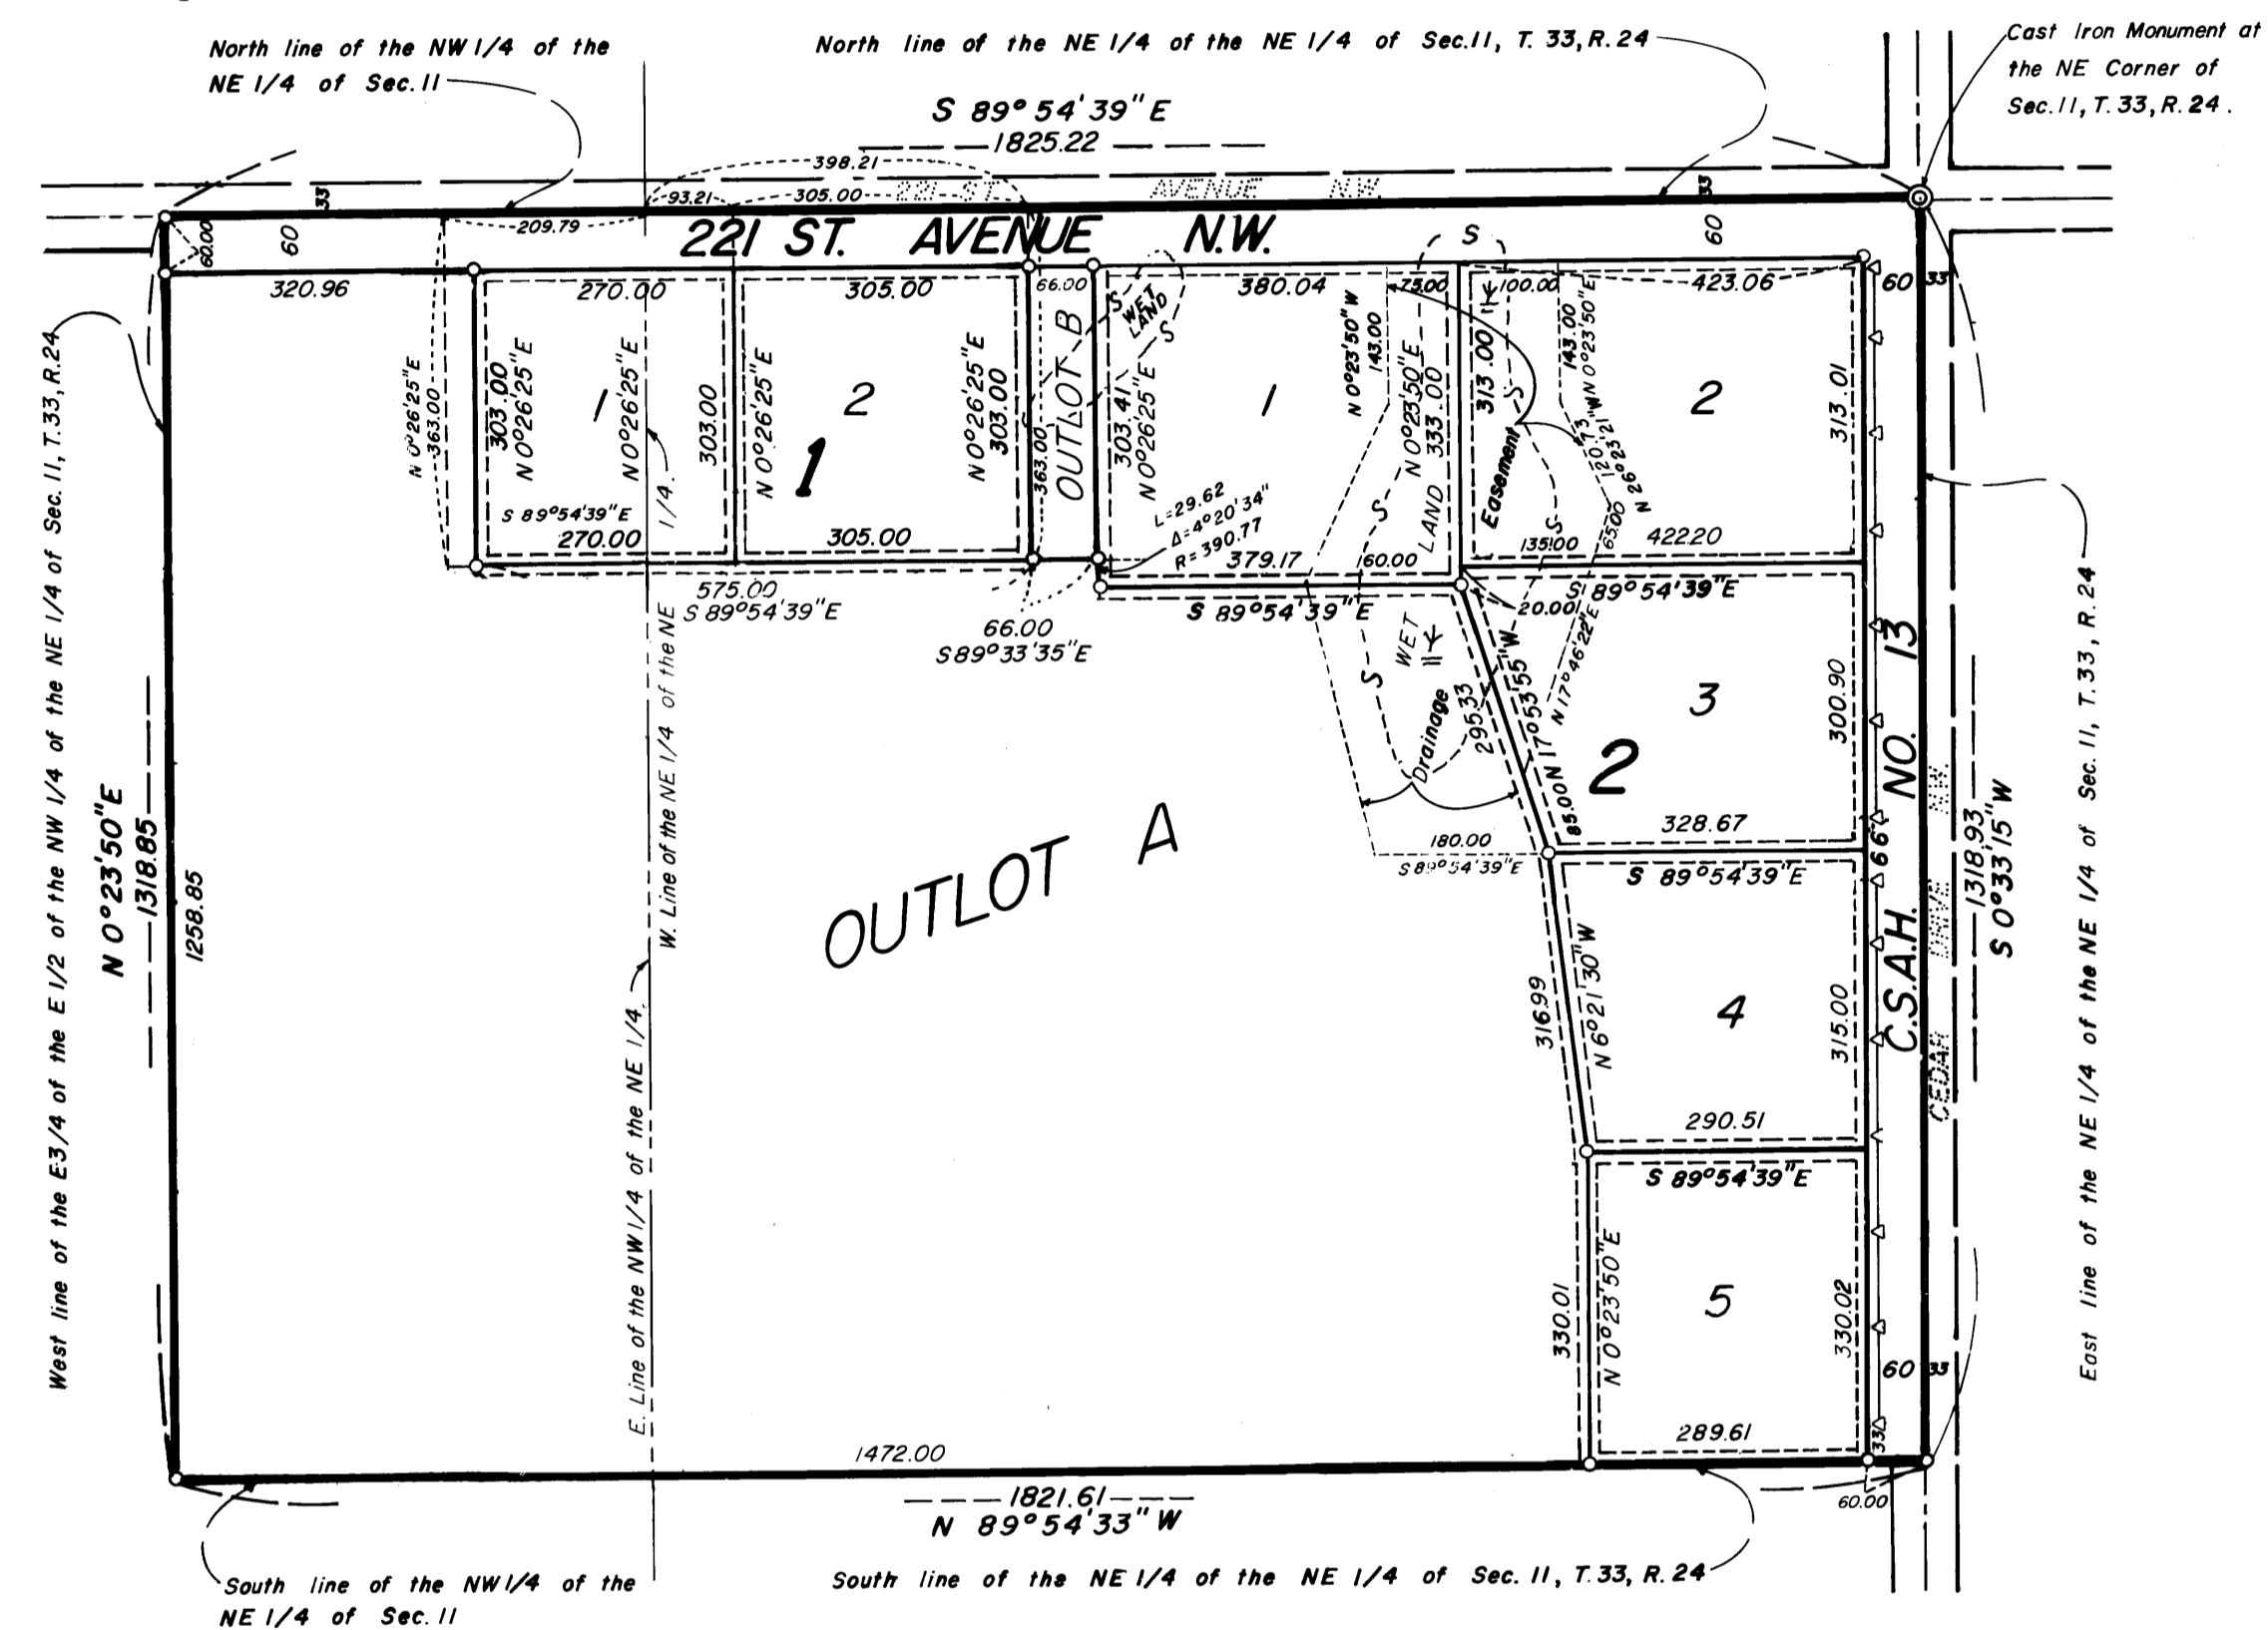 North line of the NW 1/4 of the
NE 1/4 of Sec. 11
North line of the NE 1/4 of the NE 1/4 of Sec. 11, T. 33, R. 24
Cast Iron Monument at
the NE Corner of
Sec. 11, T. 33, R. 24 .
S 89° 54' 39" E
1825.22
398.21
93.21
305.00
221 ST AVENUE N.W.
33
33
209.79
60.00
60
221 ST. AVENUE N.W.
S
60
320.96
270.00
305.00
66.00
380.04
75.00
100.00
423.06
60
33
WET
LAND
S
S
N 0°26'25" E
363.00
303.00
N 0°26'25" E
1
N 0°26'25" E
303.00
N 0°26'25" E
2
1
N 0°26'25" E
303.00
363.00
OUTLOT B
303.41
N 0°26'25" E
1
N 0°23'50" W
143.00
N 0°23'50" E
333.00
LAND
S
313.00
Easement
S
S
143.00
N 0°23'50" E
120.73
N 26°23'21" W
65.00
2
313.01
S 89°54'39" E
270.00
1/4.
305.00
L=29.62
Δ=4°20'34"
R=390.77
379.17
60.00
135.00
422.20
575.00
S 89°54'39" E
66.00
S 89°33'35" E
S 89°54'39" E
20.00
S 89°54'39" E
WET
S
Drainage
295.33
N 17°53'55" W
85.00
N 17°46'22" E
3
2
300.90
328.67
180.00
S 89°54'39" E
S 89°54'39" E
66
C.S.A.H. NO. 13
CEDAR DRIVE N.W.
West line of the E 3/4 of the E 1/2 of the NW 1/4 of the NE 1/4 of Sec. 11, T. 33, R. 24
N 0°23'50" E
1318.85
1258.85
E. Line of the NW 1/4 of the NE 1/4.
W. Line of the NE 1/4 of the NE
OUTLOT A
316.99
N 6°21'30" W
4
315.00
290.51
1318.93
S 0°33'15" W
East line of the NE 1/4 of the NE 1/4 of Sec. 11, T. 33, R. 24
S 89°54'39" E
330.01
N 0°23'50" E
5
330.02
60
33
289.61
33
1472.00
60.00
1821.61
N 89°54'33" W
South line of the NW 1/4 of the
NE 1/4 of Sec. 11
South line of the NE 1/4 of the NE 1/4 of Sec. 11, T. 33, R. 24